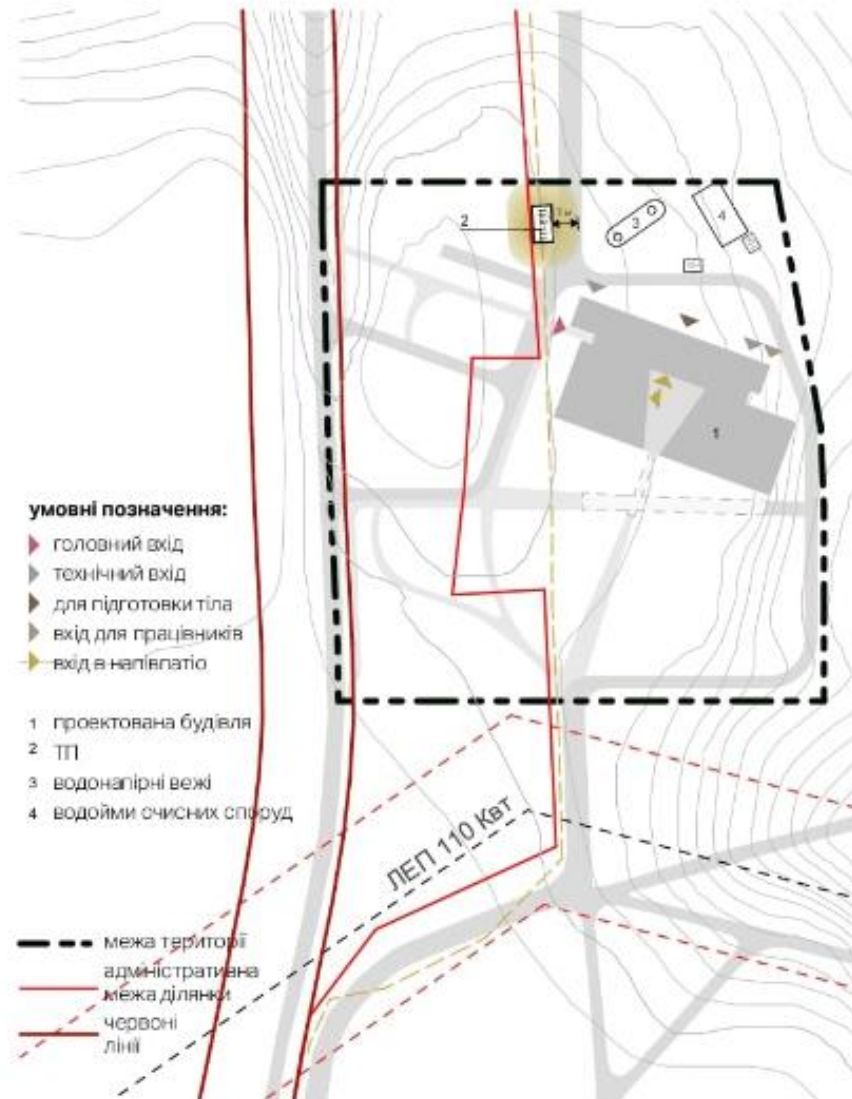 2
3
4
1
умовні позначення:
головний вхід
технічний вхід
для підготовки тіла
вхід для працівників
вхід в напівпатіо
1 проектована будівля
2 ТП
3 водонапірні вежі
4 водойми очисних споруд
ЛЕП 110 Квт
межа території
адміністративна
межа ділянки
червоні
лінії